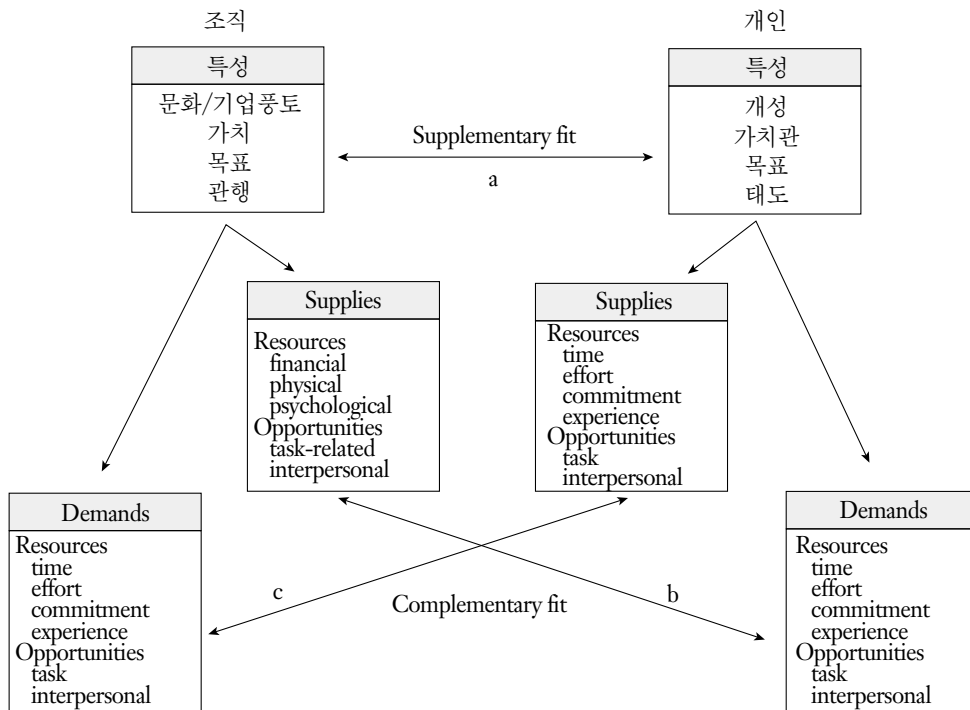 조직
개인
특성
문화/기업풍토
가치
목표
관행
Supplementary fit
a
특성
개성
가치관
목표
태도
Supplies
Resources
financial
physical
psychological
Opportunities
task-related
interpersonal
Supplies
Resources
time
effort
commitment
experience
Opportunities
task
interpersonal
Demands
Resources
time
effort
commitment
experience
Opportunities
task
interpersonal
c
Complementary fit
b
Demands
Resources
time
effort
commitment
experience
Opportunities
task
interpersonal